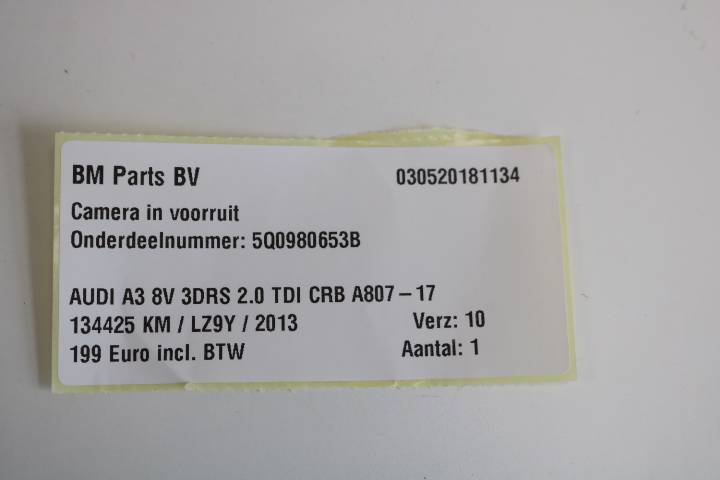 BM Parts BV 030520181134
Camera in voorruit
Onderdeelnummer: 5Q0980653B
AUDI A3 8V 3DRS 2.0 TDI CRB A807 – 17
134425 KM / LZ9Y / 2013 Verz: 10
199 Euro incl. BTW Aantal: 1